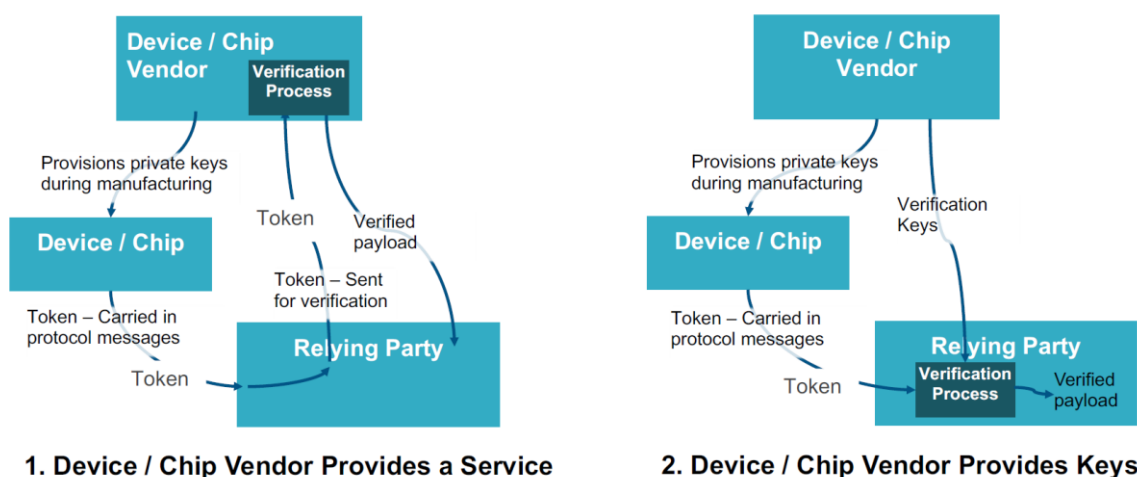 Device / Chip
Vendor
Verification
Process
Provisions private keys
during manufacturing
Token
Verified
payload
Device / Chip
Token – Sent
for verification
Token – Carried in
protocol messages
Relying Party
Token
1. Device / Chip Vendor Provides a Service
Device / Chip
Vendor
Provisions private keys
during manufacturing
Verification
Keys
Device / Chip
Token – Carried in
protocol messages
Relying Party
Token
Verification
Process
Verified
payload
2. Device / Chip Vendor Provides Keys